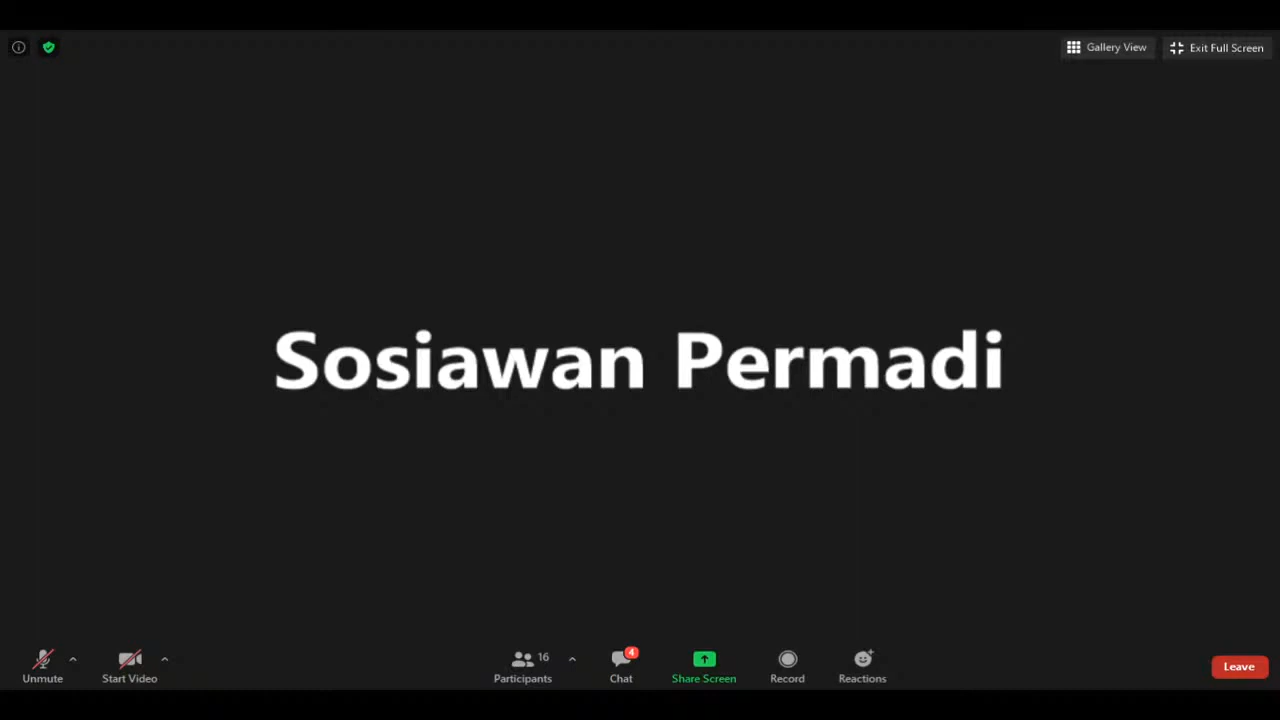 Gallery View
Exit Full Screen
Sosiawan Permadi
16
4
Unmute
Start Video
Participants
Chat
Share Screen
Record
Reactions
Leave